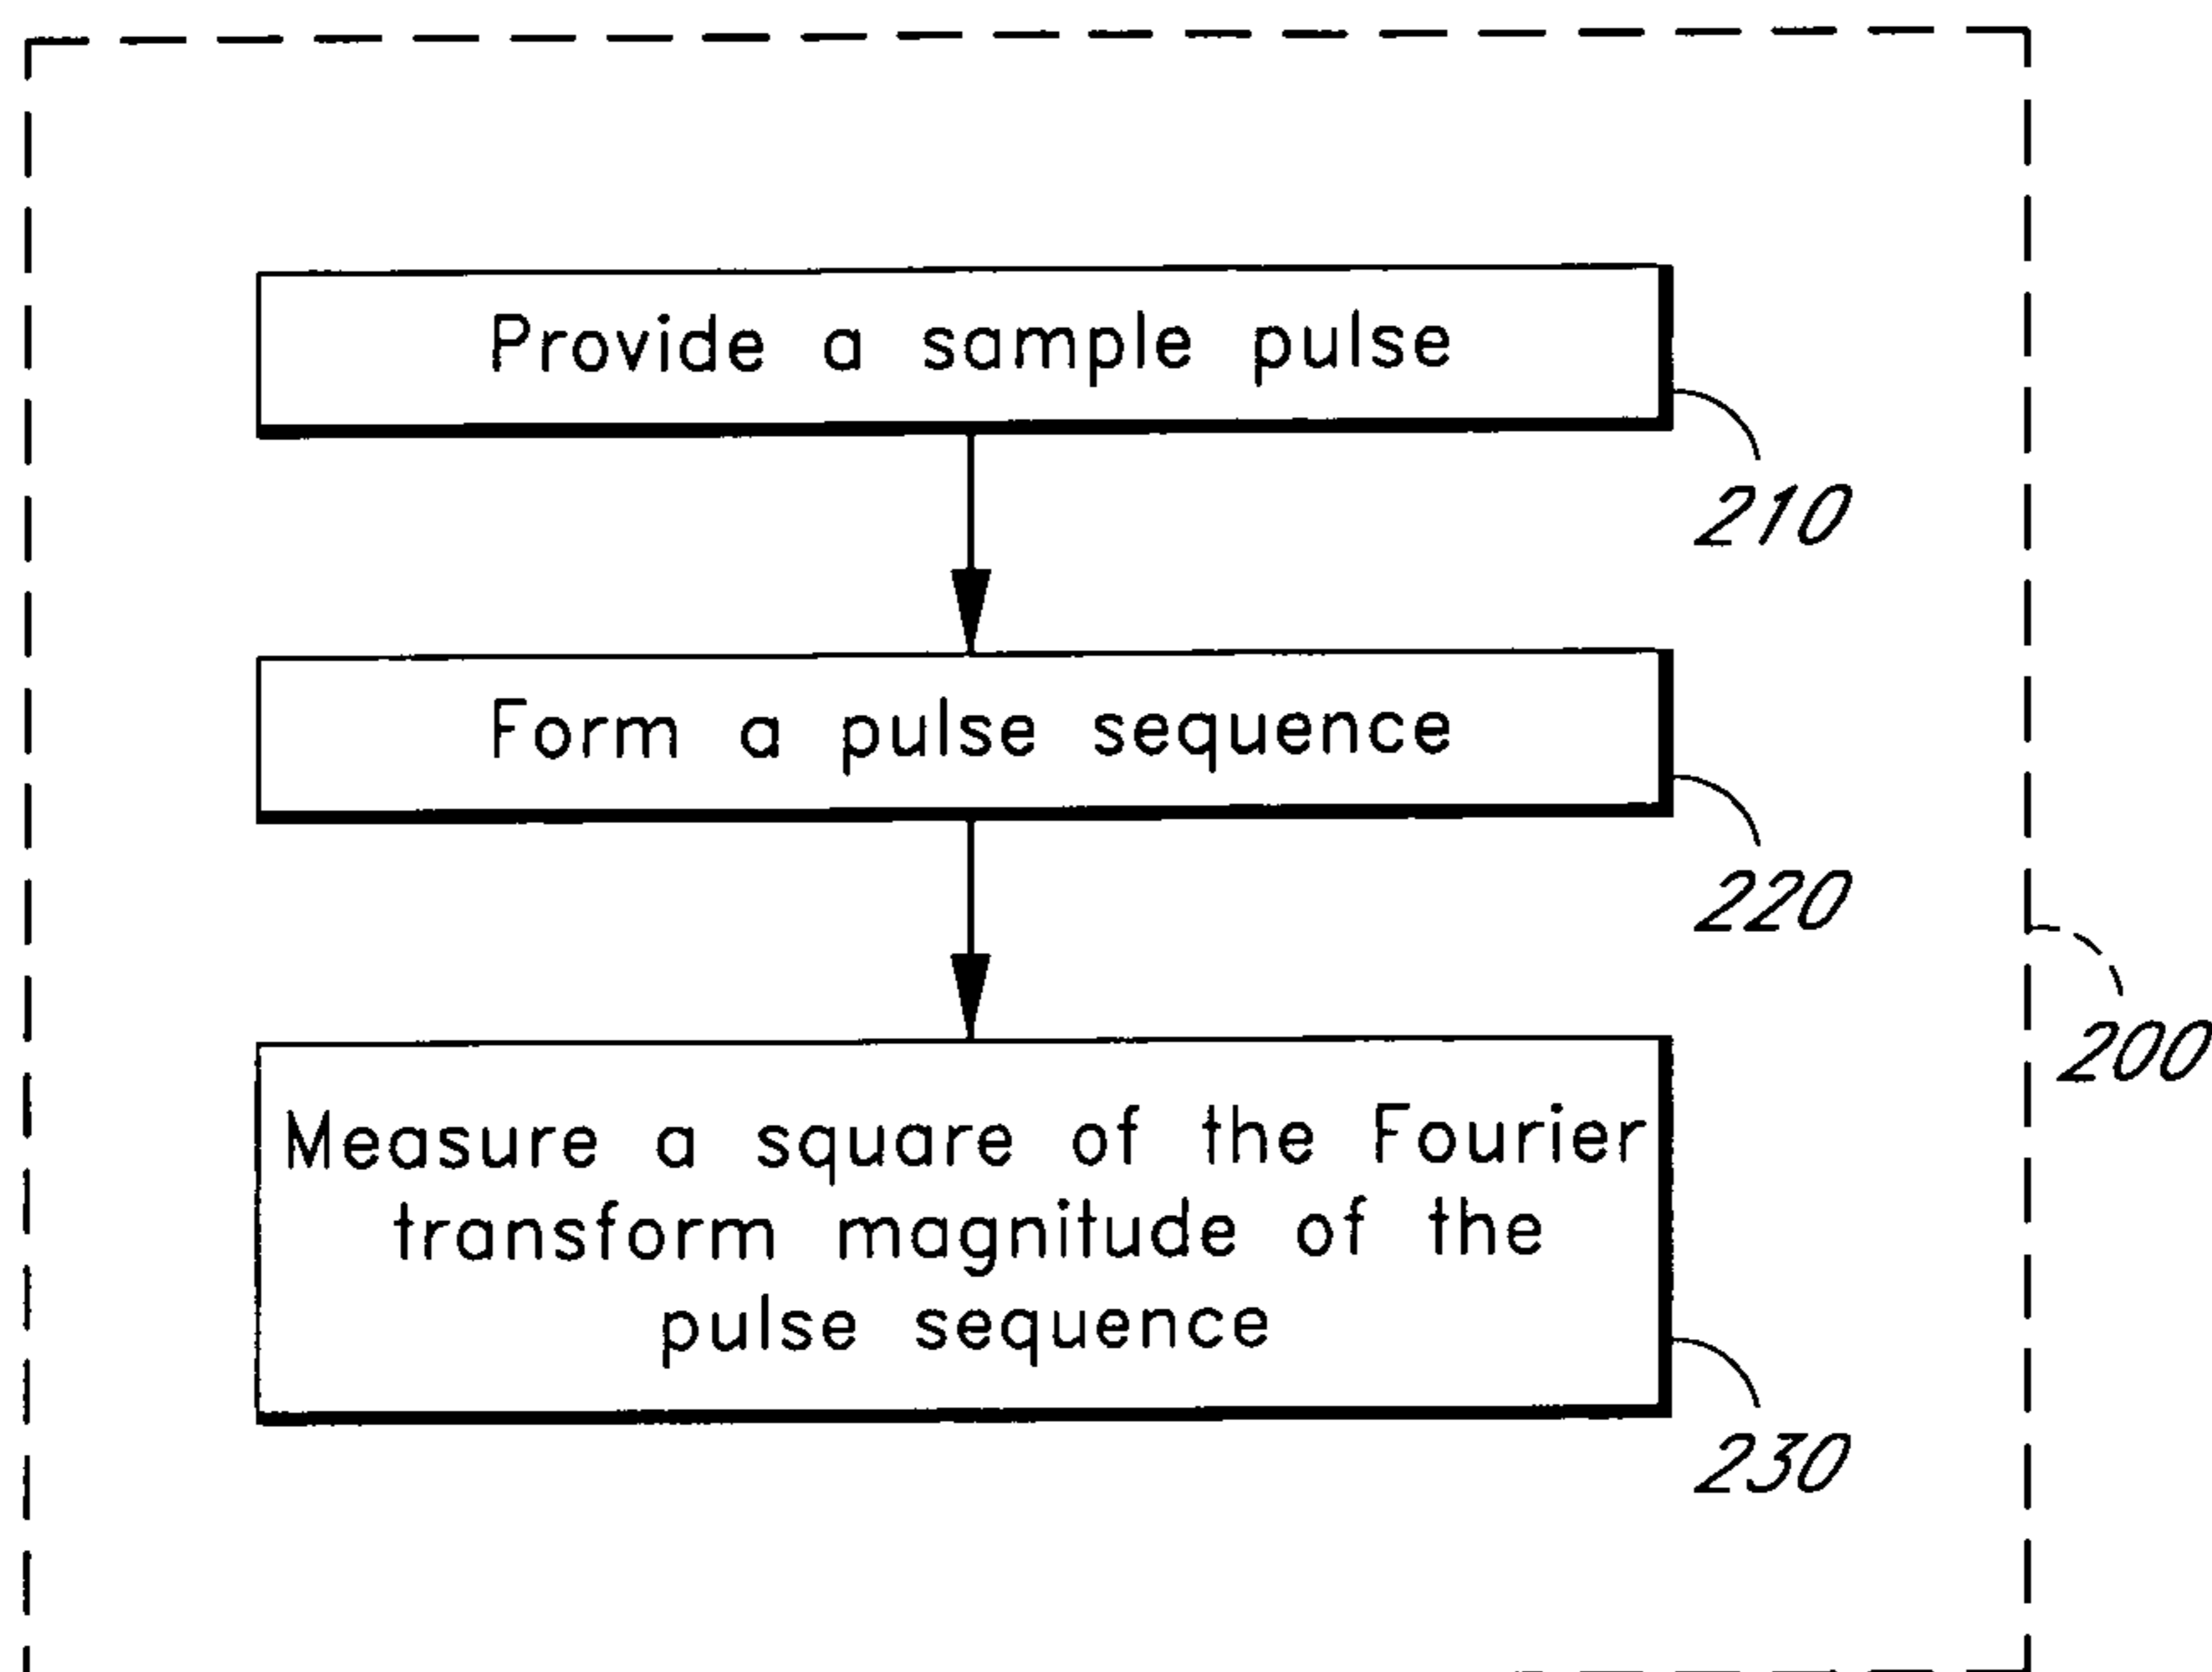 Provide a sample pulse
210
Form a pulse sequence
220
200
Measure a square of the Fourier
transform magnitude of the
pulse sequence
230